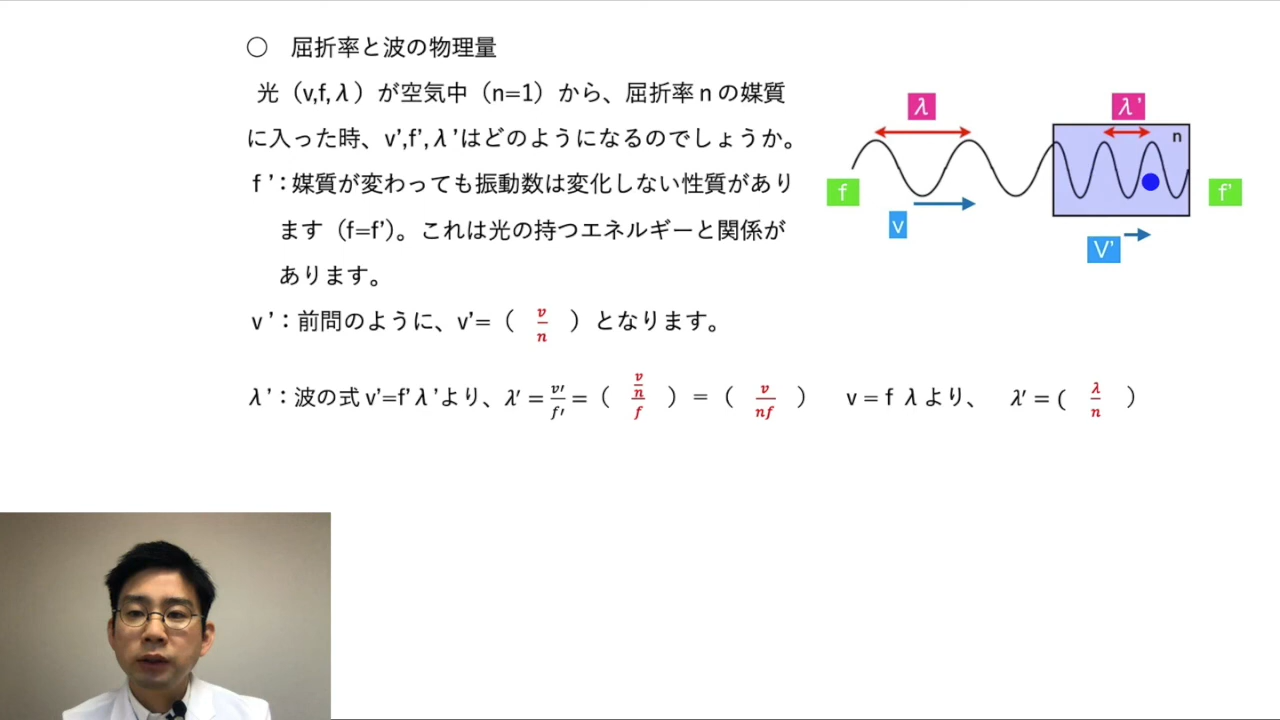 ○ 屈折率と波の物理量
光（v,f,λ）が空気中（n=1）から、屈折率 n の媒質
に入った時、v’,f’,λ’はどのようになるのでしょうか。
f ’：媒質が変わっても振動数は変化しない性質があり
ます（f=f’）。これは光の持つエネルギーと関係が
あります。
v ’：前問のように、v’=（ v/n ）となります。
λ’：波の式 v’=f’λ’より、λ′ = v′/f′ =（ (v/n)/f ）=（ v/nf ） v = f λより、 λ′ = ( λ/n ）
λ
λ’
n
f
f’
v
V’